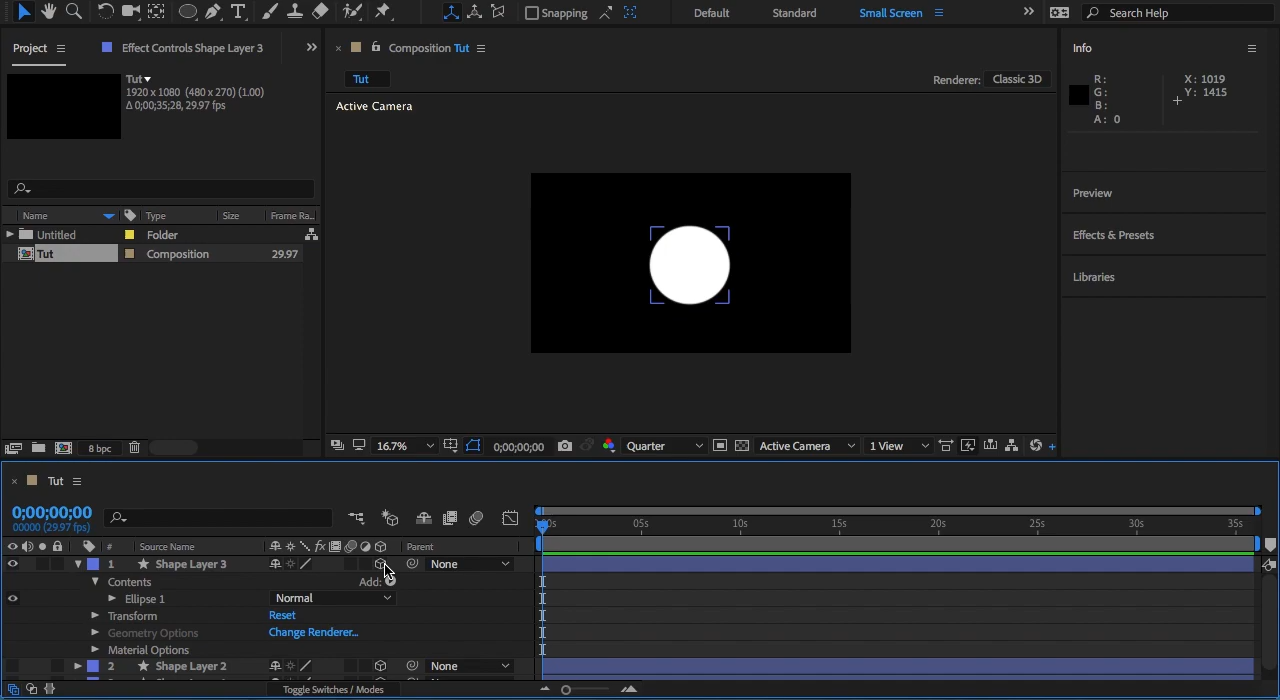 Snapping
Default
Standard
Small Screen
Search Help
Project
Effect Controls Shape Layer 3
Composition Tut
Info
Tut
1920 x 1080 (480 x 270) (1.00)
Δ 0;00;35;28, 29.97 fps
Tut
Renderer: Classic 3D
R:
G:
B:
A: 0
X: 1019
Y: 1415
Active Camera
Preview
Name
Type
Size
Frame Ra...
Untitled
Folder
Effects & Presets
Tut
Composition
29.97
Libraries
8 bpc
16.7%
0;00;00;00
Quarter
Active Camera
1 View
Tut
0;00;00;00
00000 (29.97 fps)
05s
10s
15s
20s
25s
30s
35s
#
Source Name
fx
Parent
1
Shape Layer 3
None
Contents
Add:
Ellipse 1
Normal
Transform
Reset
Geometry Options
Change Renderer...
Material Options
2
Shape Layer 2
None
Toggle Switches / Modes